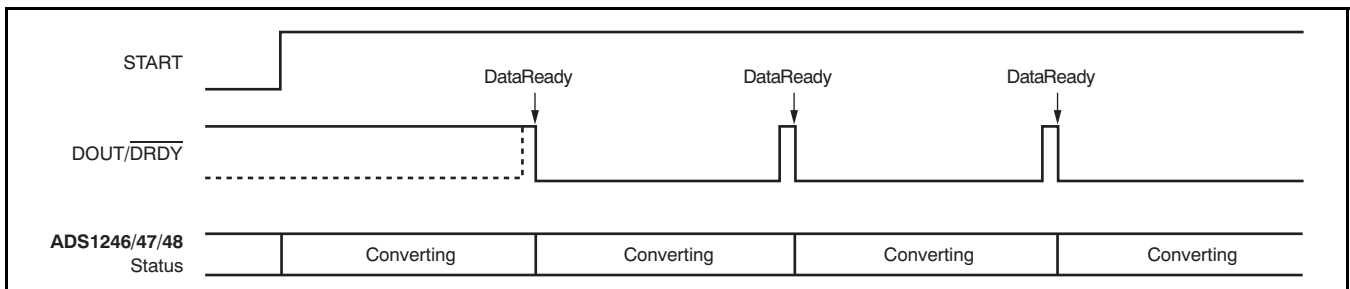 START
DataReady DataReady DataReady
DOUT/DRDY
ADS1246/47/48
Status
Converting Converting Converting Converting